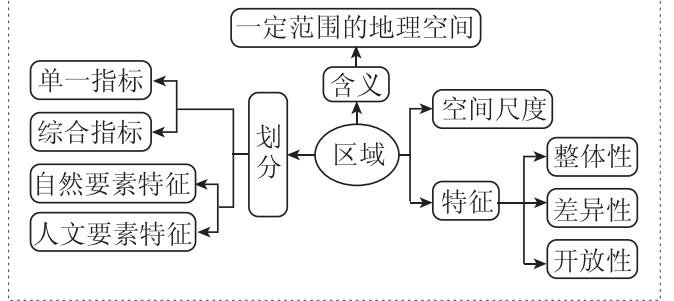 一定范围的地理空间
含义
单一指标
综合指标
自然要素特征
人文要素特征
划分
区域
空间尺度
特征
整体性
差异性
开放性